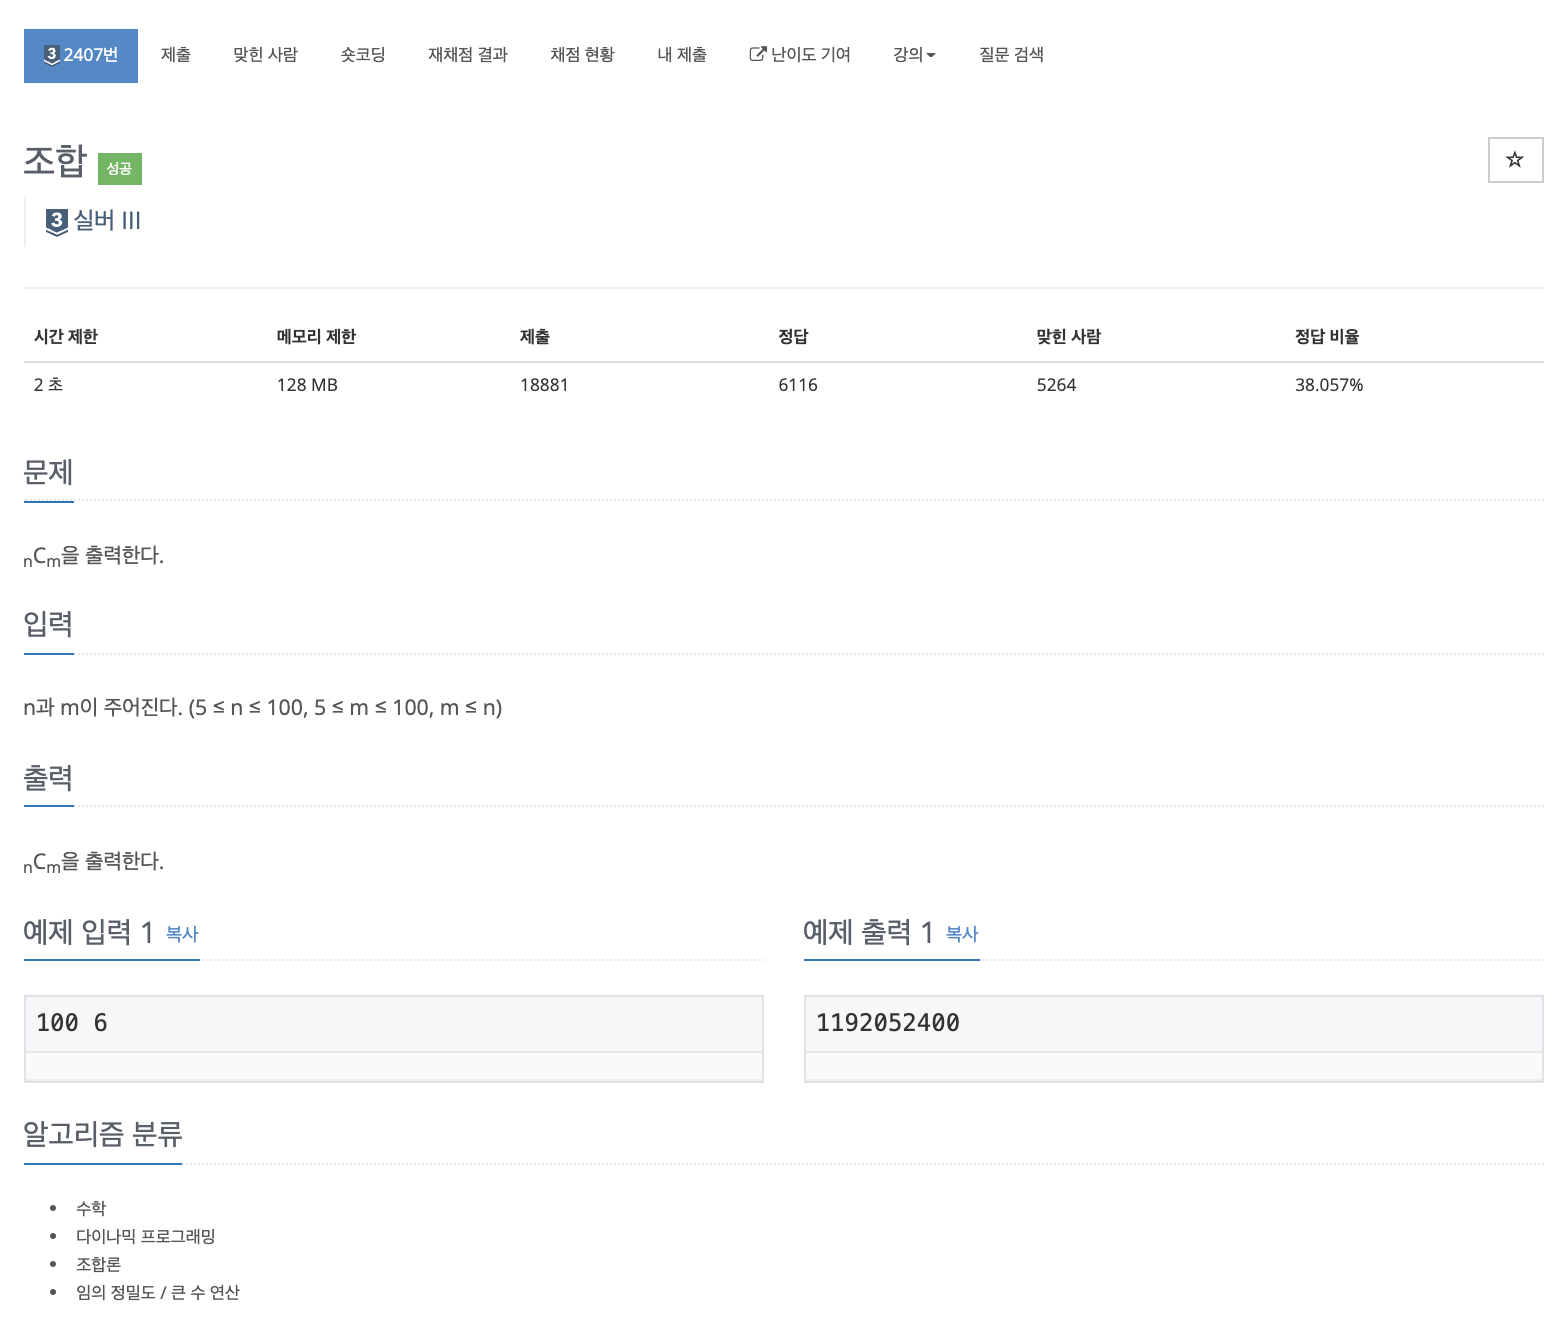 3 2407번 제출 맞힌 사람 숏코딩 재채점 결과 채점 현황 내 제출 난이도 기여 강의 질문 검색
조합 성공
3 실버 III
시간 제한 메모리 제한 제출 정답 맞힌 사람 정답 비율
2 초 128 MB 18881 6116 5264 38.057%
문제
nCm을 출력한다.
입력
n과 m이 주어진다. (5 ≤ n ≤ 100, 5 ≤ m ≤ 100, m ≤ n)
출력
nCm을 출력한다.
예제 입력 1 복사
100 6
예제 출력 1 복사
1192052400
알고리즘 분류
수학
다이나믹 프로그래밍
조합론
임의 정밀도 / 큰 수 연산